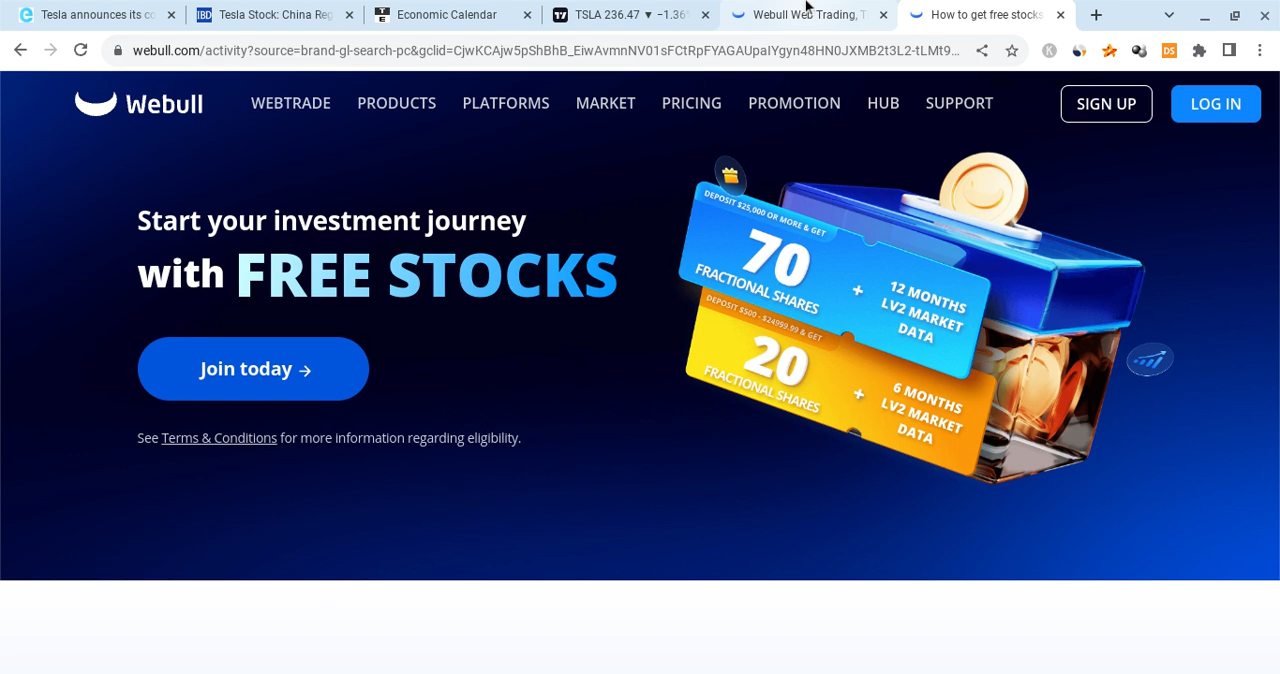 Tesla announces its co
Tesla Stock: China Reg
Economic Calendar
TSLA 236.47 ▼ −1.36%
Webull Web Trading, T
How to get free stocks
webull.com/activity?source=brand-gl-search-pc&gclid=CjwKCAjw5pShBhB_EiwAvmnNV01sFCtRpFYAGAUpaIYgyn48HN0JXMB2t3L2-tLMt9...
Webull
WEBTRADE
PRODUCTS
PLATFORMS
MARKET
PRICING
PROMOTION
HUB
SUPPORT
SIGN UP
LOG IN
Start your investment journey
with FREE STOCKS
Join today →
See Terms & Conditions for more information regarding eligibility.
DEPOSIT $25,000 OR MORE & GET
70
FRACTIONAL SHARES
+
12 MONTHS
LV2 MARKET
DATA
DEPOSIT $500 - $24999.99 & GET
20
FRACTIONAL SHARES
+
6 MONTHS
LV2 MARKET
DATA